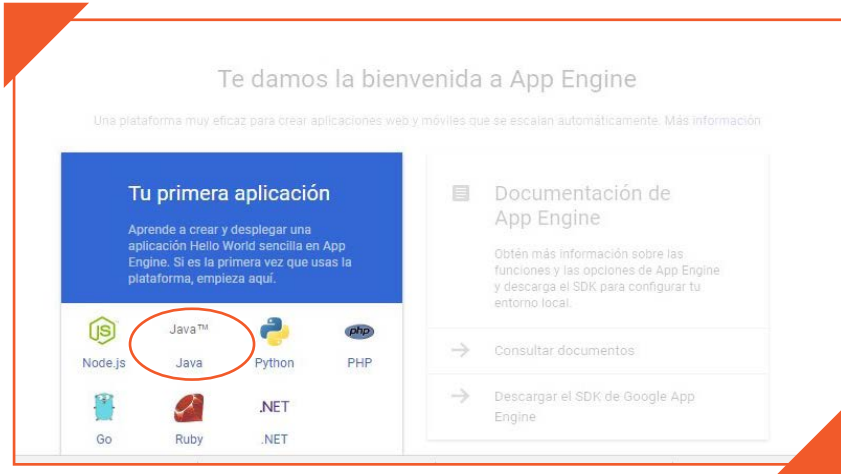 Te damos la bienvenida a App Engine
Una plataforma muy eficaz para crear aplicaciones web y móviles que se escalan automáticamente. Más información
Tu primera aplicación
Aprende a crear y desplegar una
aplicación Hello World sencilla en App
Engine. Si es la primera vez que usas la
plataforma, empieza aquí.
JS
Java™
php
Node.js
Java
Python
PHP
.NET
Go
Ruby
.NET
Documentación de
App Engine
Obtén más información sobre las
funciones y las opciones de App Engine
y descarga el SDK para configurar tu
entorno local.
Consultar documentos
Descargar el SDK de Google App
Engine